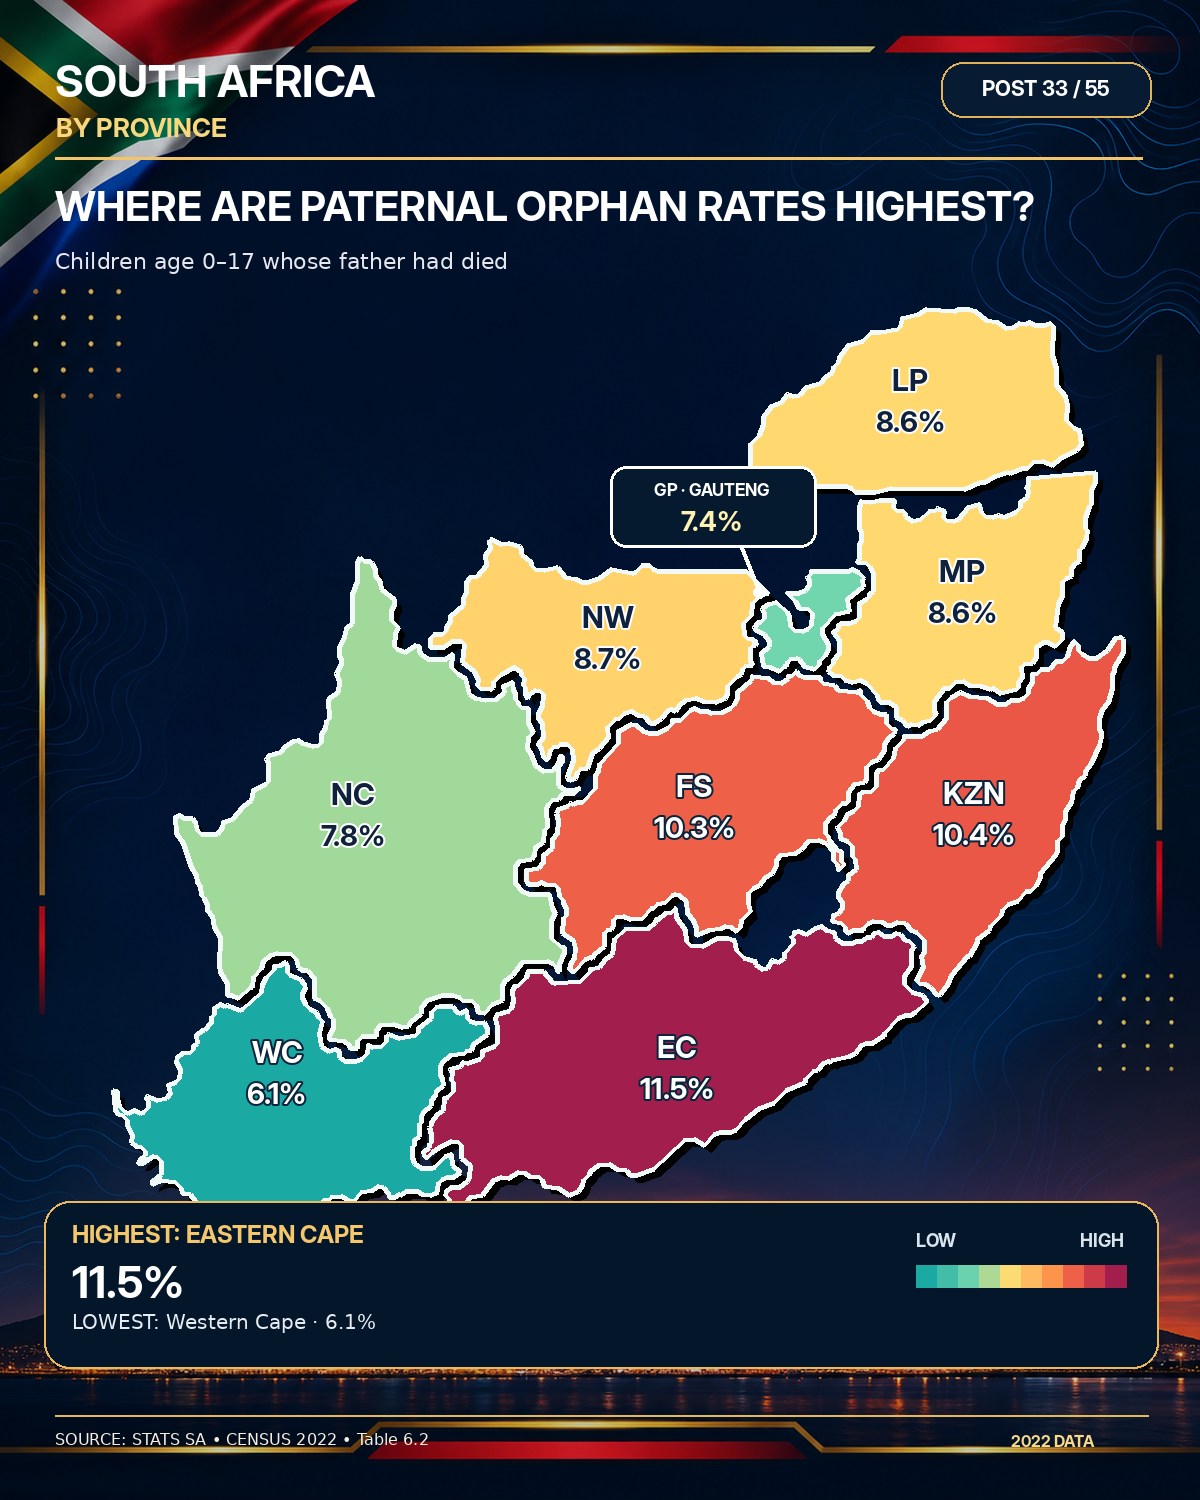 SOUTH AFRICA
BY PROVINCE
POST 33 / 55
WHERE ARE PATERNAL ORPHAN RATES HIGHEST?
Children age 0–17 whose father had died
LP
8.6%
GP · GAUTENG
7.4%
MP
8.6%
NW
8.7%
NC
7.8%
FS
10.3%
KZN
10.4%
WC
6.1%
EC
11.5%
HIGHEST: EASTERN CAPE
11.5%
LOWEST: Western Cape · 6.1%
LOW HIGH
SOURCE: STATS SA • CENSUS 2022 • Table 6.2
2022 DATA